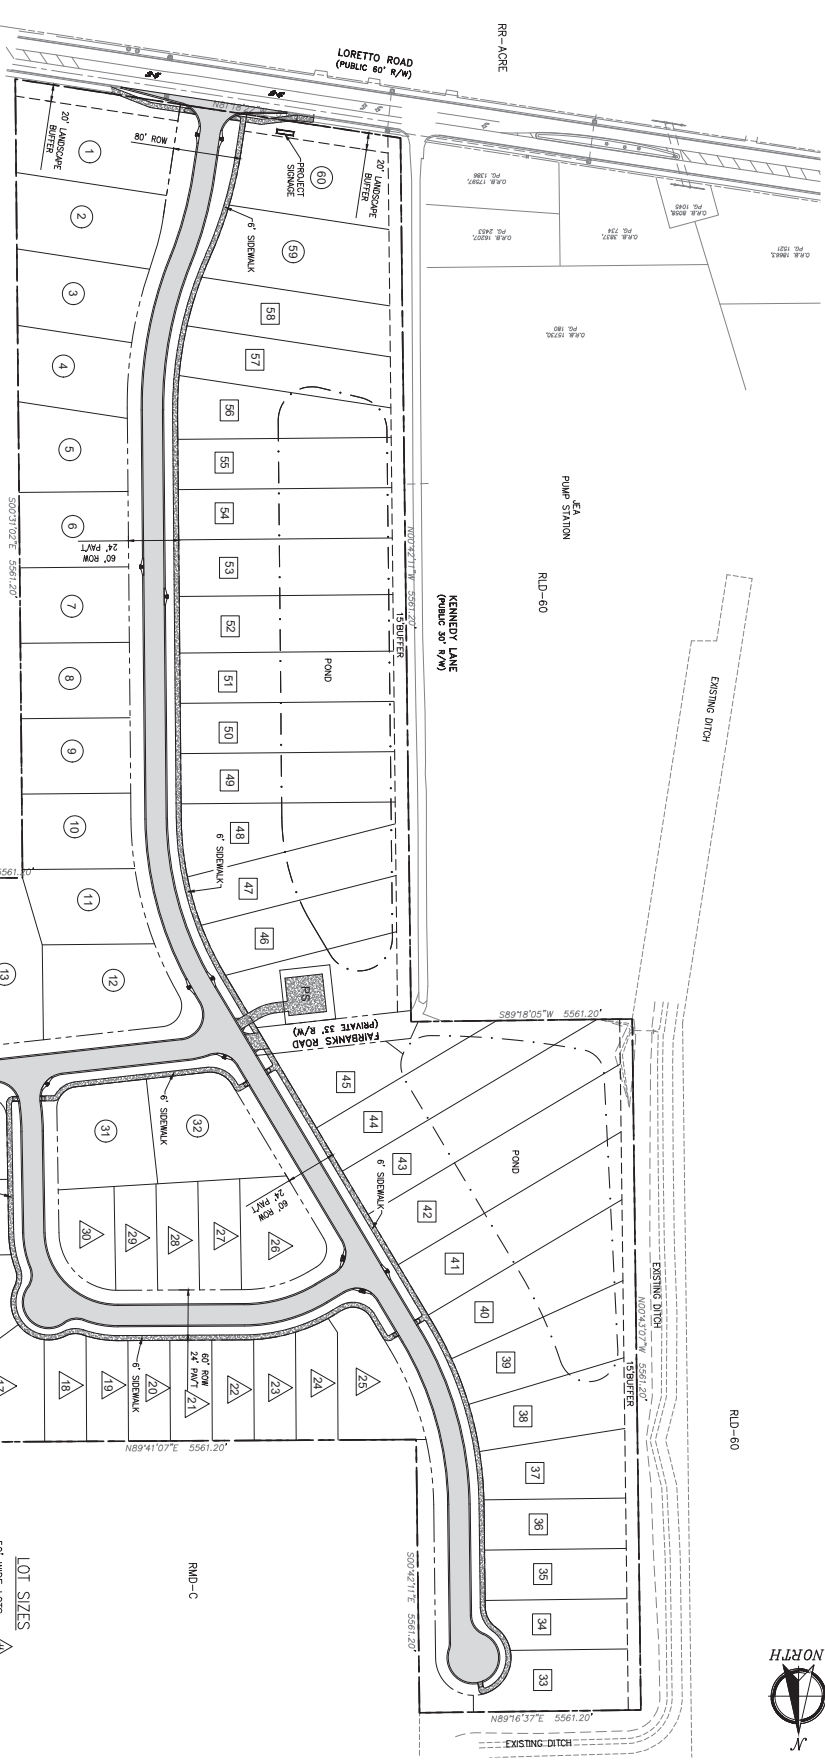 RR-ACRE
LORETTO ROAD
(PUBLIC 60' R/W)
N81°18'27"W
20' LANDSCAPE
BUFFER
80' ROW
PROJECT
SIGNAGE
20' LANDSCAPE
BUFFER
6' SIDEWALK
O.R.B. 17597,
PG. 1386
O.R.B. 16207,
PG. 2453
O.R.B. 3837,
PG. 734
O.R.B. 8058,
PG. 1045
O.R.B. 18663,
PG. 1521
O.R.B. 15730,
PG. 180
1
2
3
4
5
6
7
8
9
10
11
12
13
60
59
58
57
56
55
54
53
52
51
50
49
48
47
46
S00°31'02"E 5561.20'
60' ROW
24' PAV'T
N00°42'11"W 5561.20'
15' BUFFER
POND
KENNEDY LANE
(PUBLIC 30' R/W)
JEA
PUMP STATION
RLD-60
EXISTING DITCH
6' SIDEWALK
5561.20'
PS
FAIRBANKS ROAD
(PRIVATE 33' R/W)
S89°18'05"W 5561.20'
45
44
43
42
41
40
39
38
37
36
35
34
33
POND
6' SIDEWALK
31
32
6' SIDEWALK
60' ROW
24' PAV'T
30
29
28
27
26
EXISTING DITCH
N00°43'07"W 5561.20'
15' BUFFER
RLD-60
17
18
19
20
21
22
23
24
25
6' SIDEWALK
60' ROW
24' PAV'T
N89°41'07"E 5561.20'
RMD-C
S00°42'11"E 5561.20'
N89°16'37"E 5561.20'
EXISTING DITCH
LOT SIZES
NORTH
N